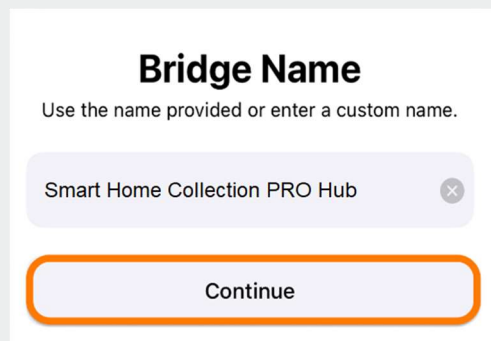 Bridge Name
Use the name provided or enter a custom name.
Smart Home Collection PRO Hub
Continue